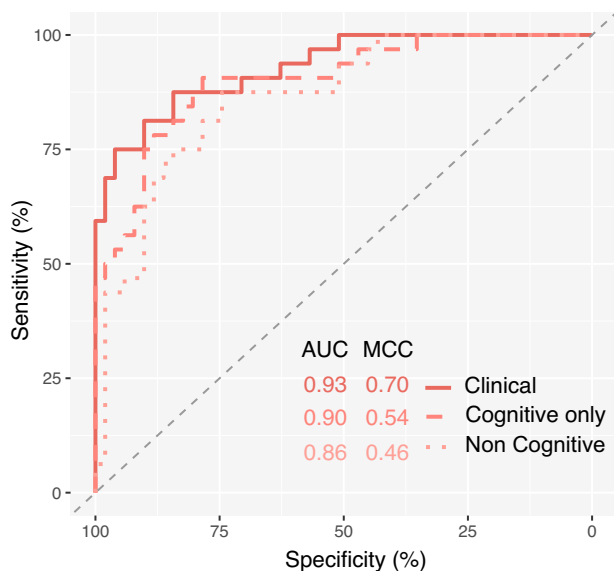 100
75
50
25
0
Sensitivity (%)
AUC MCC
0.93 0.70 Clinical
0.90 0.54 Cognitive only
0.86 0.46 Non Cognitive
100 75 50 25 0
Specificity (%)